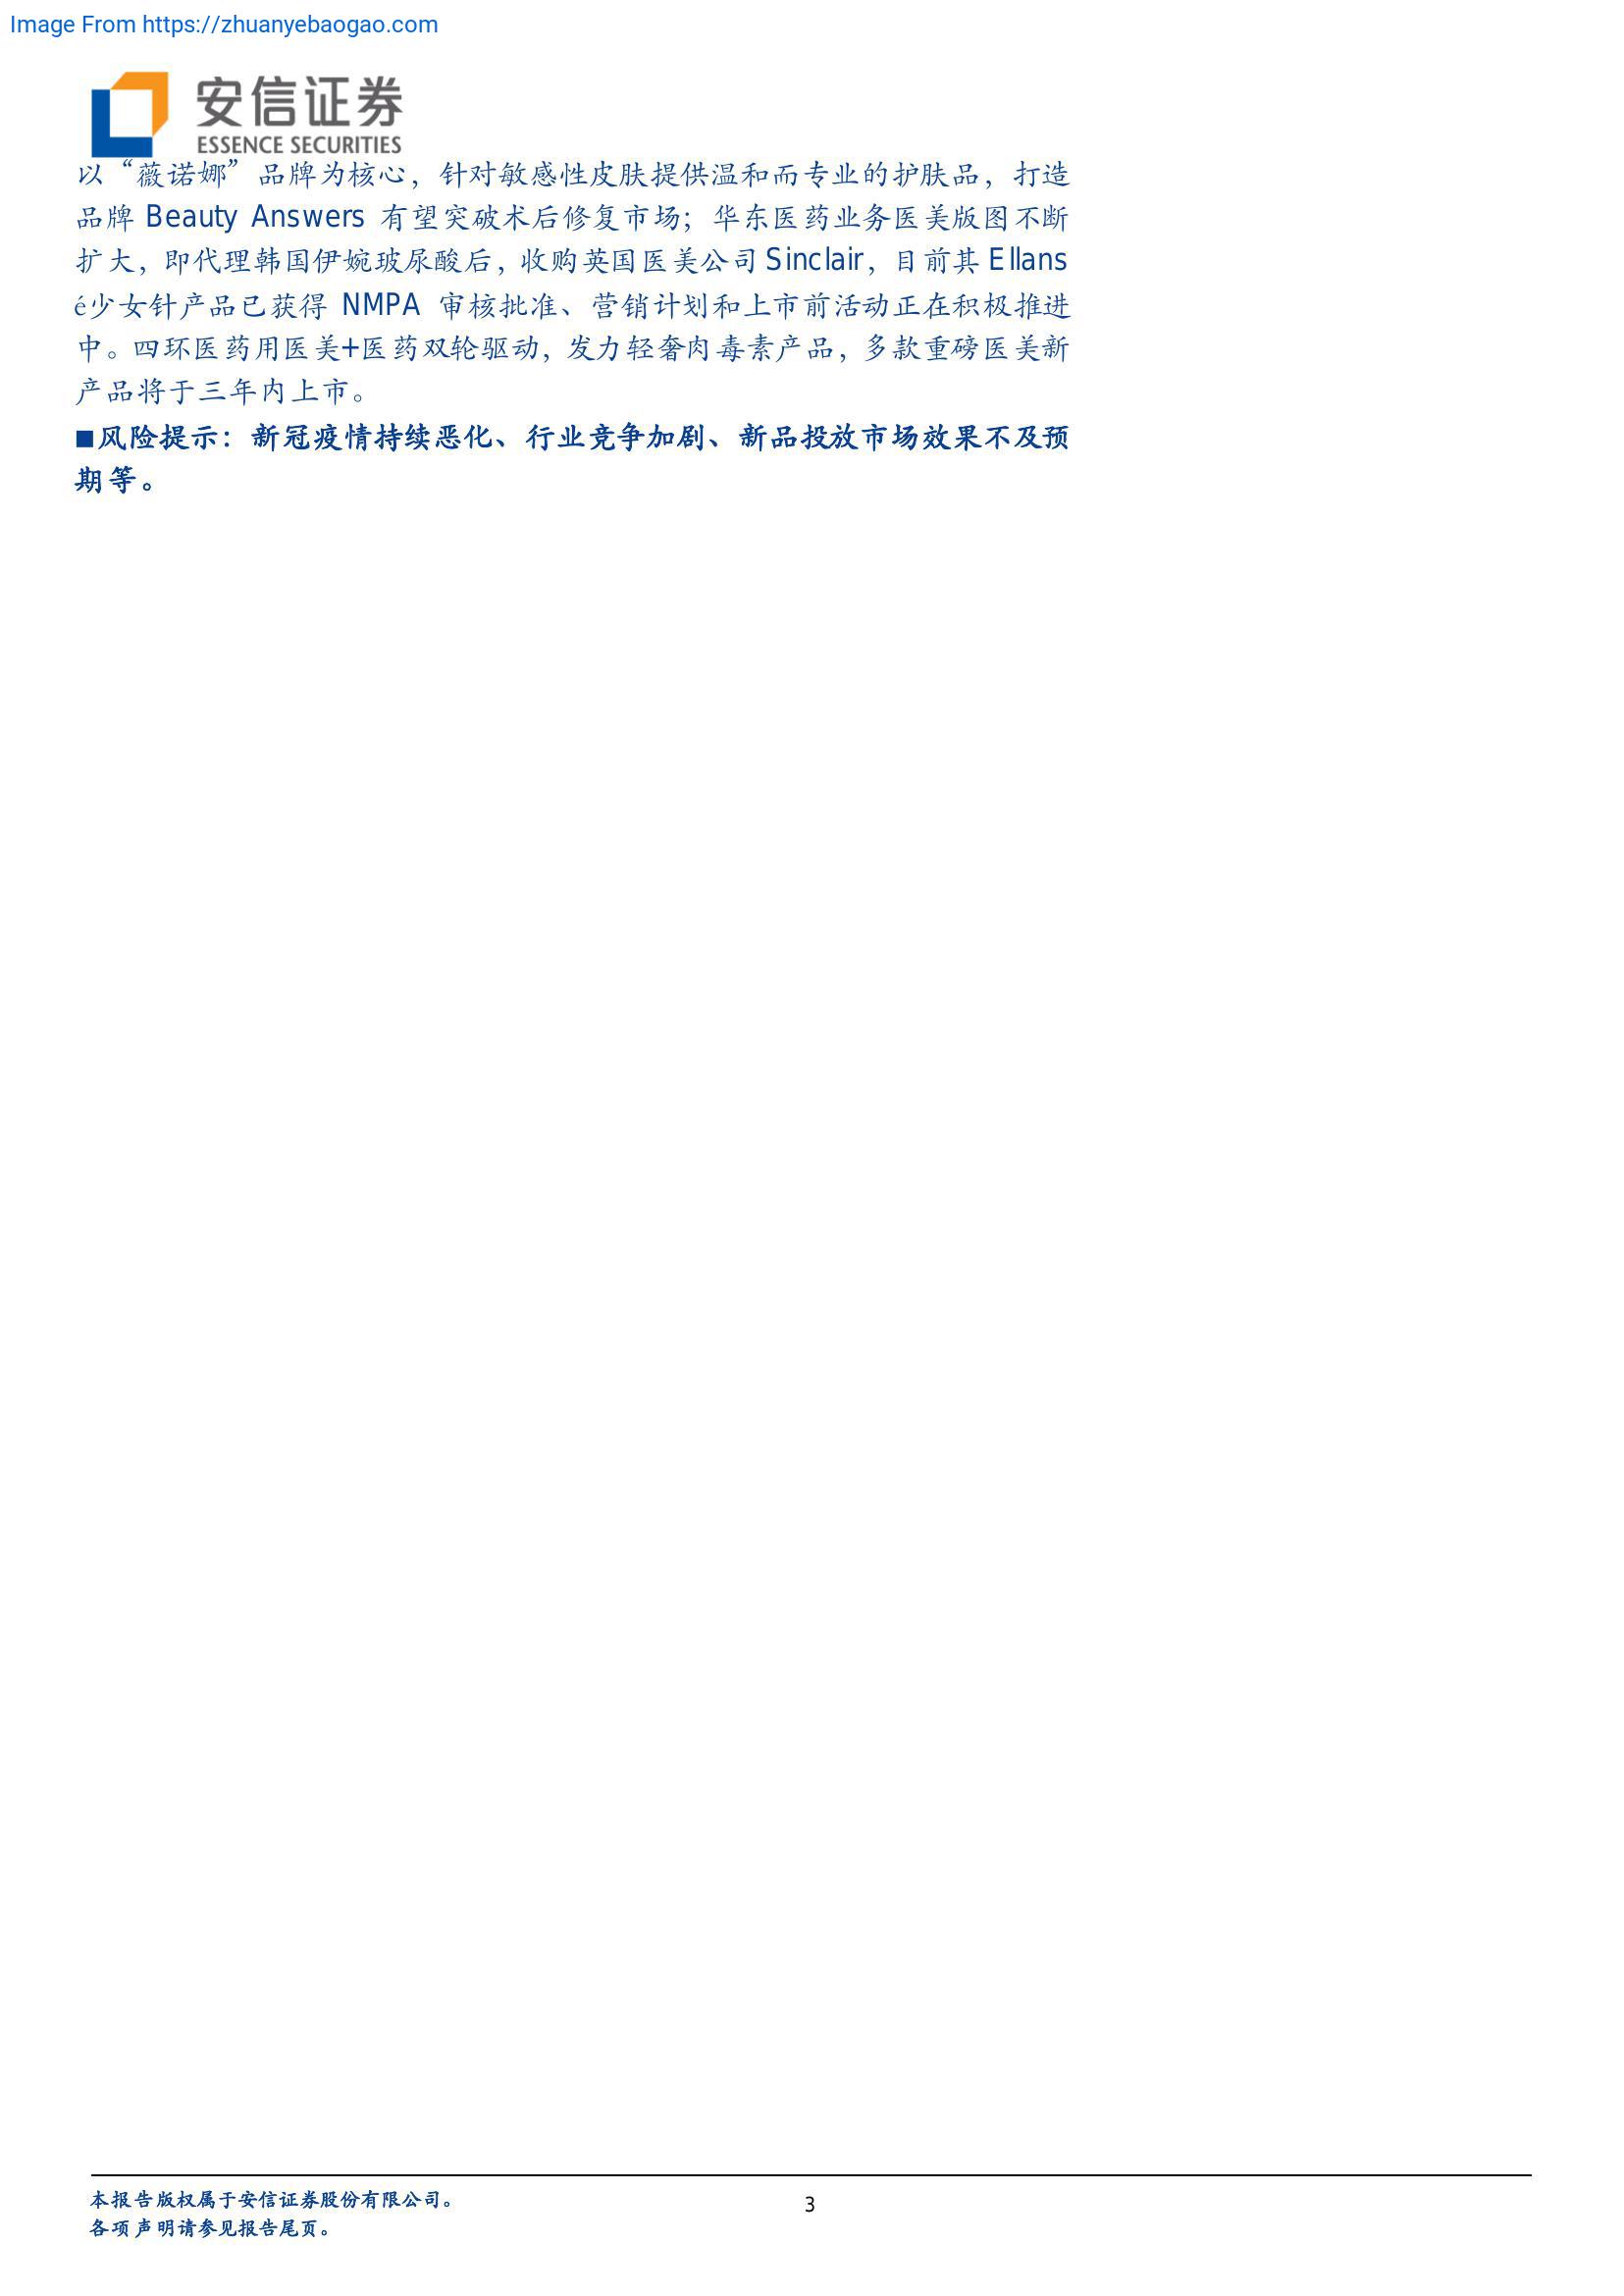 Image From https://zhuanyebaogao.com
安信证券
ESSENCE SECURITIES
以“薇诺娜”品牌为核心，针对敏感性皮肤提供温和而专业的护肤品，打造
品牌 Beauty Answers 有望突破术后修复市场；华东医药业务医美版图不断
扩大，即代理韩国伊婉玻尿酸后，收购英国医美公司 Sinclair，目前其 Ellans
é少女针产品已获得 NMPA 审核批准、营销计划和上市前活动正在积极推进
中。四环医药用医美+医药双轮驱动，发力轻奢肉毒素产品，多款重磅医美新
产品将于三年内上市。
■风险提示：新冠疫情持续恶化、行业竞争加剧、新品投放市场效果不及预
期等。
本报告版权属于安信证券股份有限公司。
各项声明请参见报告尾页。
3